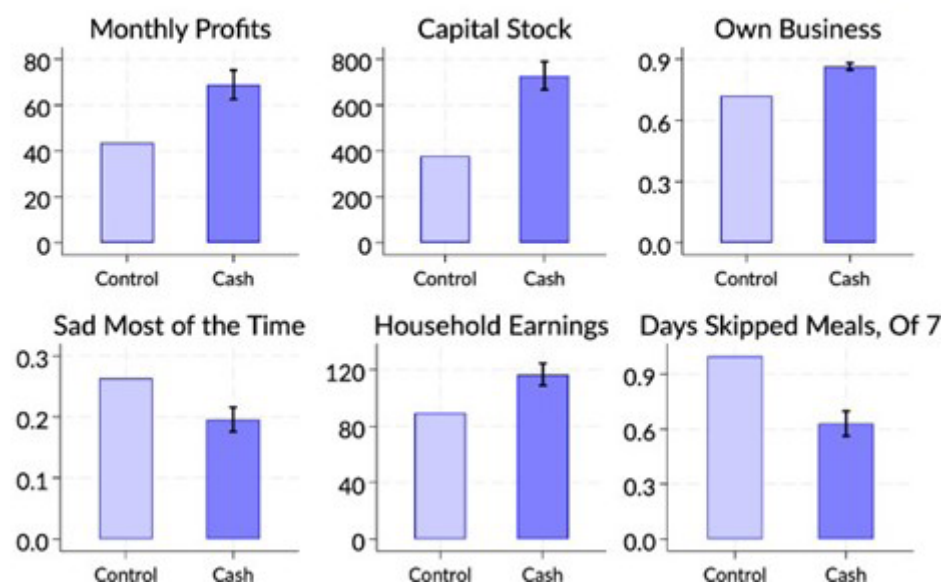 Monthly Profits
80
60
40
20
0
Control Cash
Capital Stock
800
600
400
200
0
Control Cash
Own Business
0.9
0.6
0.3
0.0
Control Cash
Sad Most of the Time
0.3
0.2
0.1
0.0
Control Cash
Household Earnings
120
80
40
0
Control Cash
Days Skipped Meals, Of 7
0.9
0.6
0.3
0.0
Control Cash